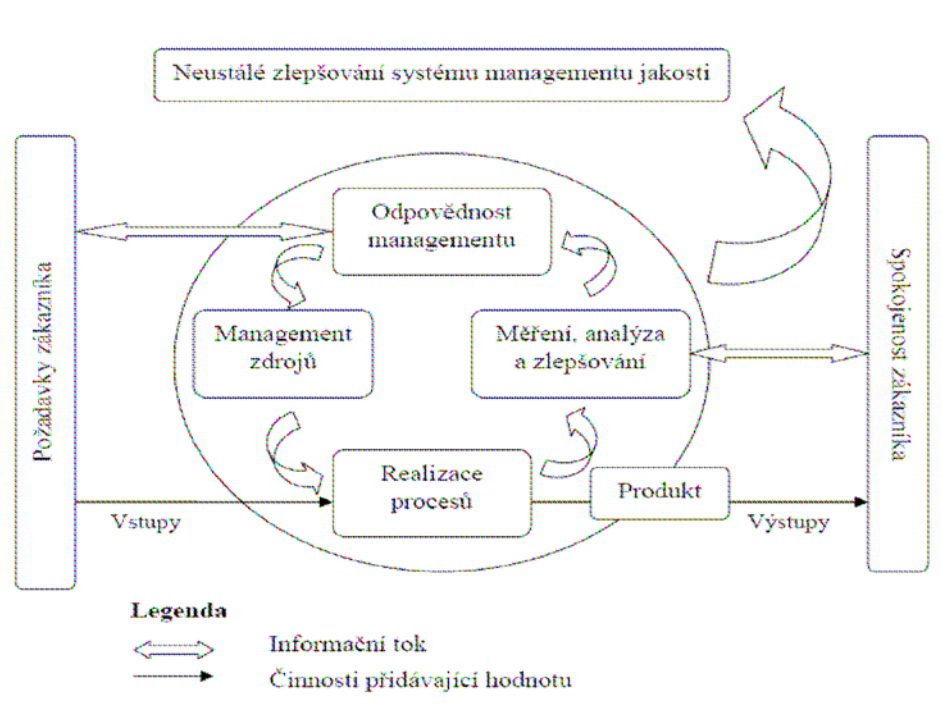 Neustálé zlepšování systému managementu jakosti
Požadavky zákazníka
Odpovědnost
managementu
Management
zdrojů
Měření, analýza
a zlepšování
Realizace
procesů
Produkt
Vstupy
Výstupy
Spokojenost zákazníka
Legenda
Informační tok
Činnosti přidávající hodnotu